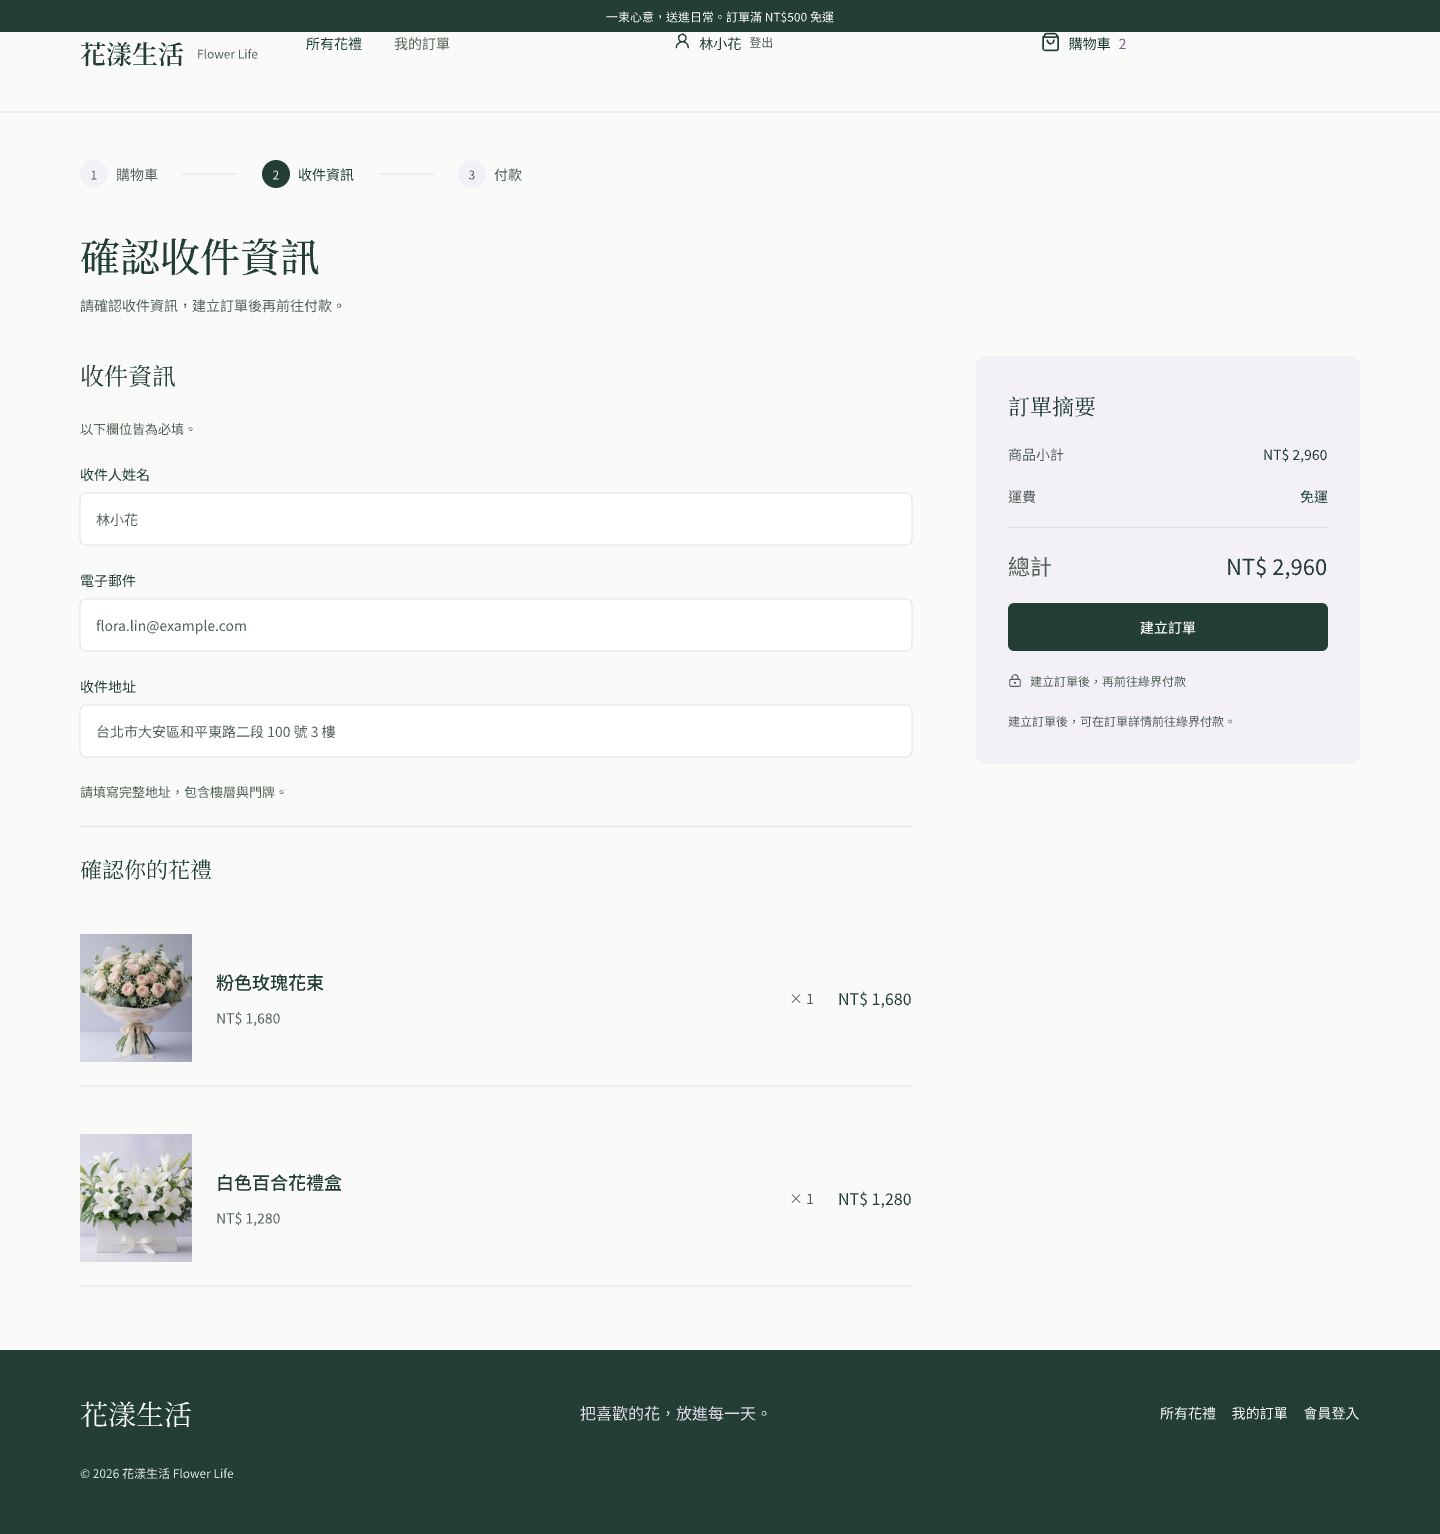 一束心意，送進日常。訂單滿 NT$500 免運
花漾生活 Flower Life 所有花禮 我的訂單 林小花 登出 購物車 2
1 購物車 2 收件資訊 3 付款
確認收件資訊
請確認收件資訊，建立訂單後再前往付款。
收件資訊
以下欄位皆為必填。
收件人姓名
林小花
電子郵件
flora.lin@example.com
收件地址
台北市大安區和平東路二段 100 號 3 樓
請填寫完整地址，包含樓層與門牌。
訂單摘要
商品小計 NT$ 2,960
運費 免運
總計 NT$ 2,960
建立訂單
建立訂單後，再前往綠界付款
建立訂單後，可在訂單詳情前往綠界付款。
確認你的花禮
粉色玫瑰花束
NT$ 1,680
× 1 NT$ 1,680
白色百合花禮盒
NT$ 1,280
× 1 NT$ 1,280
花漾生活
把喜歡的花，放進每一天。
所有花禮 我的訂單 會員登入
© 2026 花漾生活 Flower Life